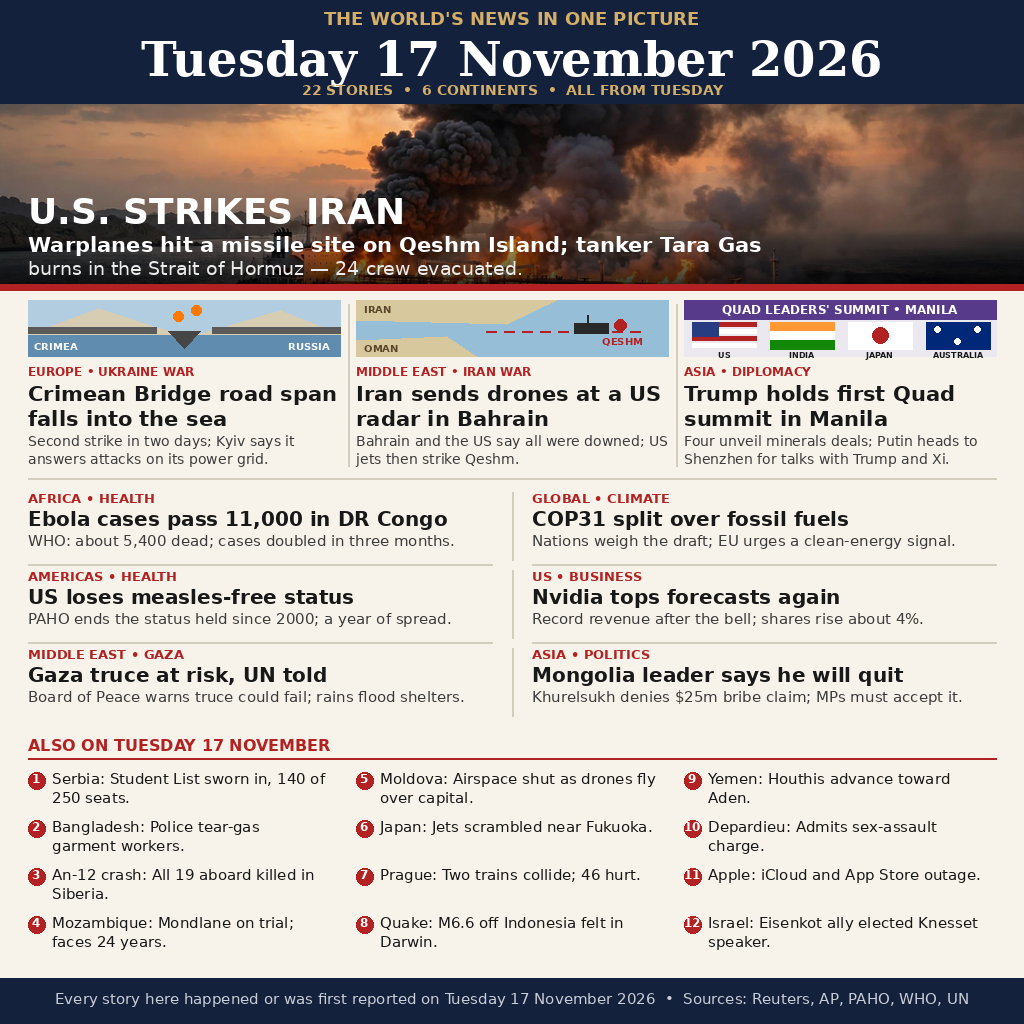 THE WORLD'S NEWS IN ONE PICTURE
Tuesday 17 November 2026
22 STORIES • 6 CONTINENTS • ALL FROM TUESDAY
U.S. STRIKES IRAN
Warplanes hit a missile site on Qeshm Island; tanker Tara Gas
burns in the Strait of Hormuz — 24 crew evacuated.
CRIMEA
RUSSIA
EUROPE • UKRAINE WAR
Crimean Bridge road span
falls into the sea
Second strike in two days; Kyiv says it
answers attacks on its power grid.
IRAN
QESHM
OMAN
MIDDLE EAST • IRAN WAR
Iran sends drones at a US
radar in Bahrain
Bahrain and the US say all were downed; US
jets then strike Qeshm.
QUAD LEADERS' SUMMIT • MANILA
US
INDIA
JAPAN
AUSTRALIA
ASIA • DIPLOMACY
Trump holds first Quad
summit in Manila
Four unveil minerals deals; Putin heads to
Shenzhen for talks with Trump and Xi.
AFRICA • HEALTH
Ebola cases pass 11,000 in DR Congo
WHO: about 5,400 dead; cases doubled in three months.
GLOBAL • CLIMATE
COP31 split over fossil fuels
Nations weigh the draft; EU urges a clean-energy signal.
AMERICAS • HEALTH
US loses measles-free status
PAHO ends the status held since 2000; a year of spread.
US • BUSINESS
Nvidia tops forecasts again
Record revenue after the bell; shares rise about 4%.
MIDDLE EAST • GAZA
Gaza truce at risk, UN told
Board of Peace warns truce could fail; rains flood shelters.
ASIA • POLITICS
Mongolia leader says he will quit
Khurelsukh denies $25m bribe claim; MPs must accept it.
ALSO ON TUESDAY 17 NOVEMBER
1 Serbia: Student List sworn in, 140 of
250 seats.
2 Bangladesh: Police tear-gas
garment workers.
3 An-12 crash: All 19 aboard killed in
Siberia.
4 Mozambique: Mondlane on trial;
faces 24 years.
5 Moldova: Airspace shut as drones fly
over capital.
6 Japan: Jets scrambled near Fukuoka.
7 Prague: Two trains collide; 46 hurt.
8 Quake: M6.6 off Indonesia felt in
Darwin.
9 Yemen: Houthis advance toward
Aden.
10 Depardieu: Admits sex-assault
charge.
11 Apple: iCloud and App Store outage.
12 Israel: Eisenkot ally elected Knesset
speaker.
Every story here happened or was first reported on Tuesday 17 November 2026 • Sources: Reuters, AP, PAHO, WHO, UN